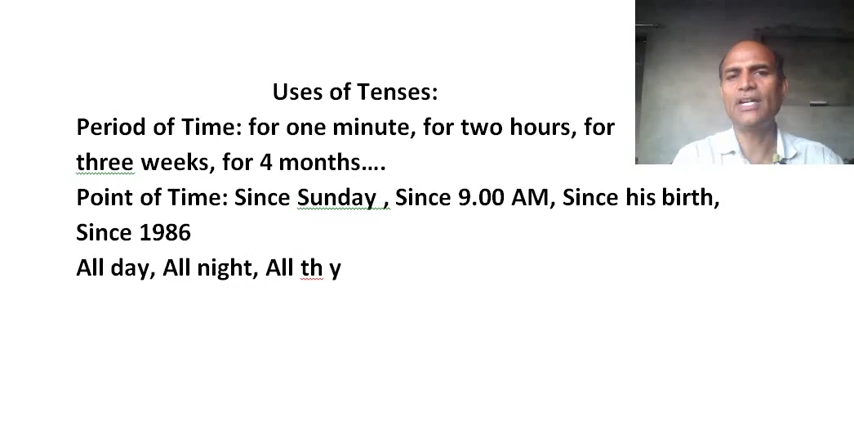 Uses of Tenses:
Period of Time: for one minute, for two hours, for
three weeks, for 4 months....
Point of Time: Since Sunday , Since 9.00 AM, Since his birth,
Since 1986
All day, All night, All th y